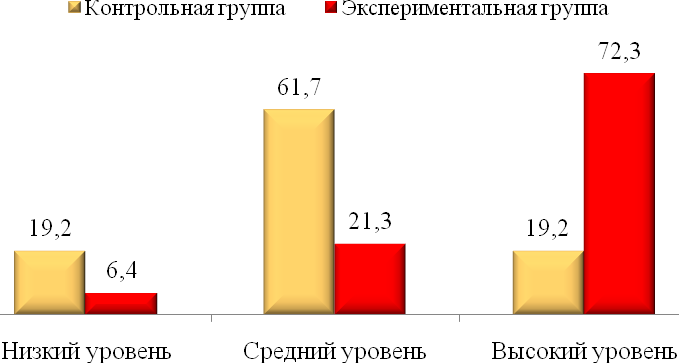 Контрольная группа Экспериментальная группа
72,3
61,7
19,2 6,4 21,3 19,2
Низкий уровень Средний уровень Высокий уровень